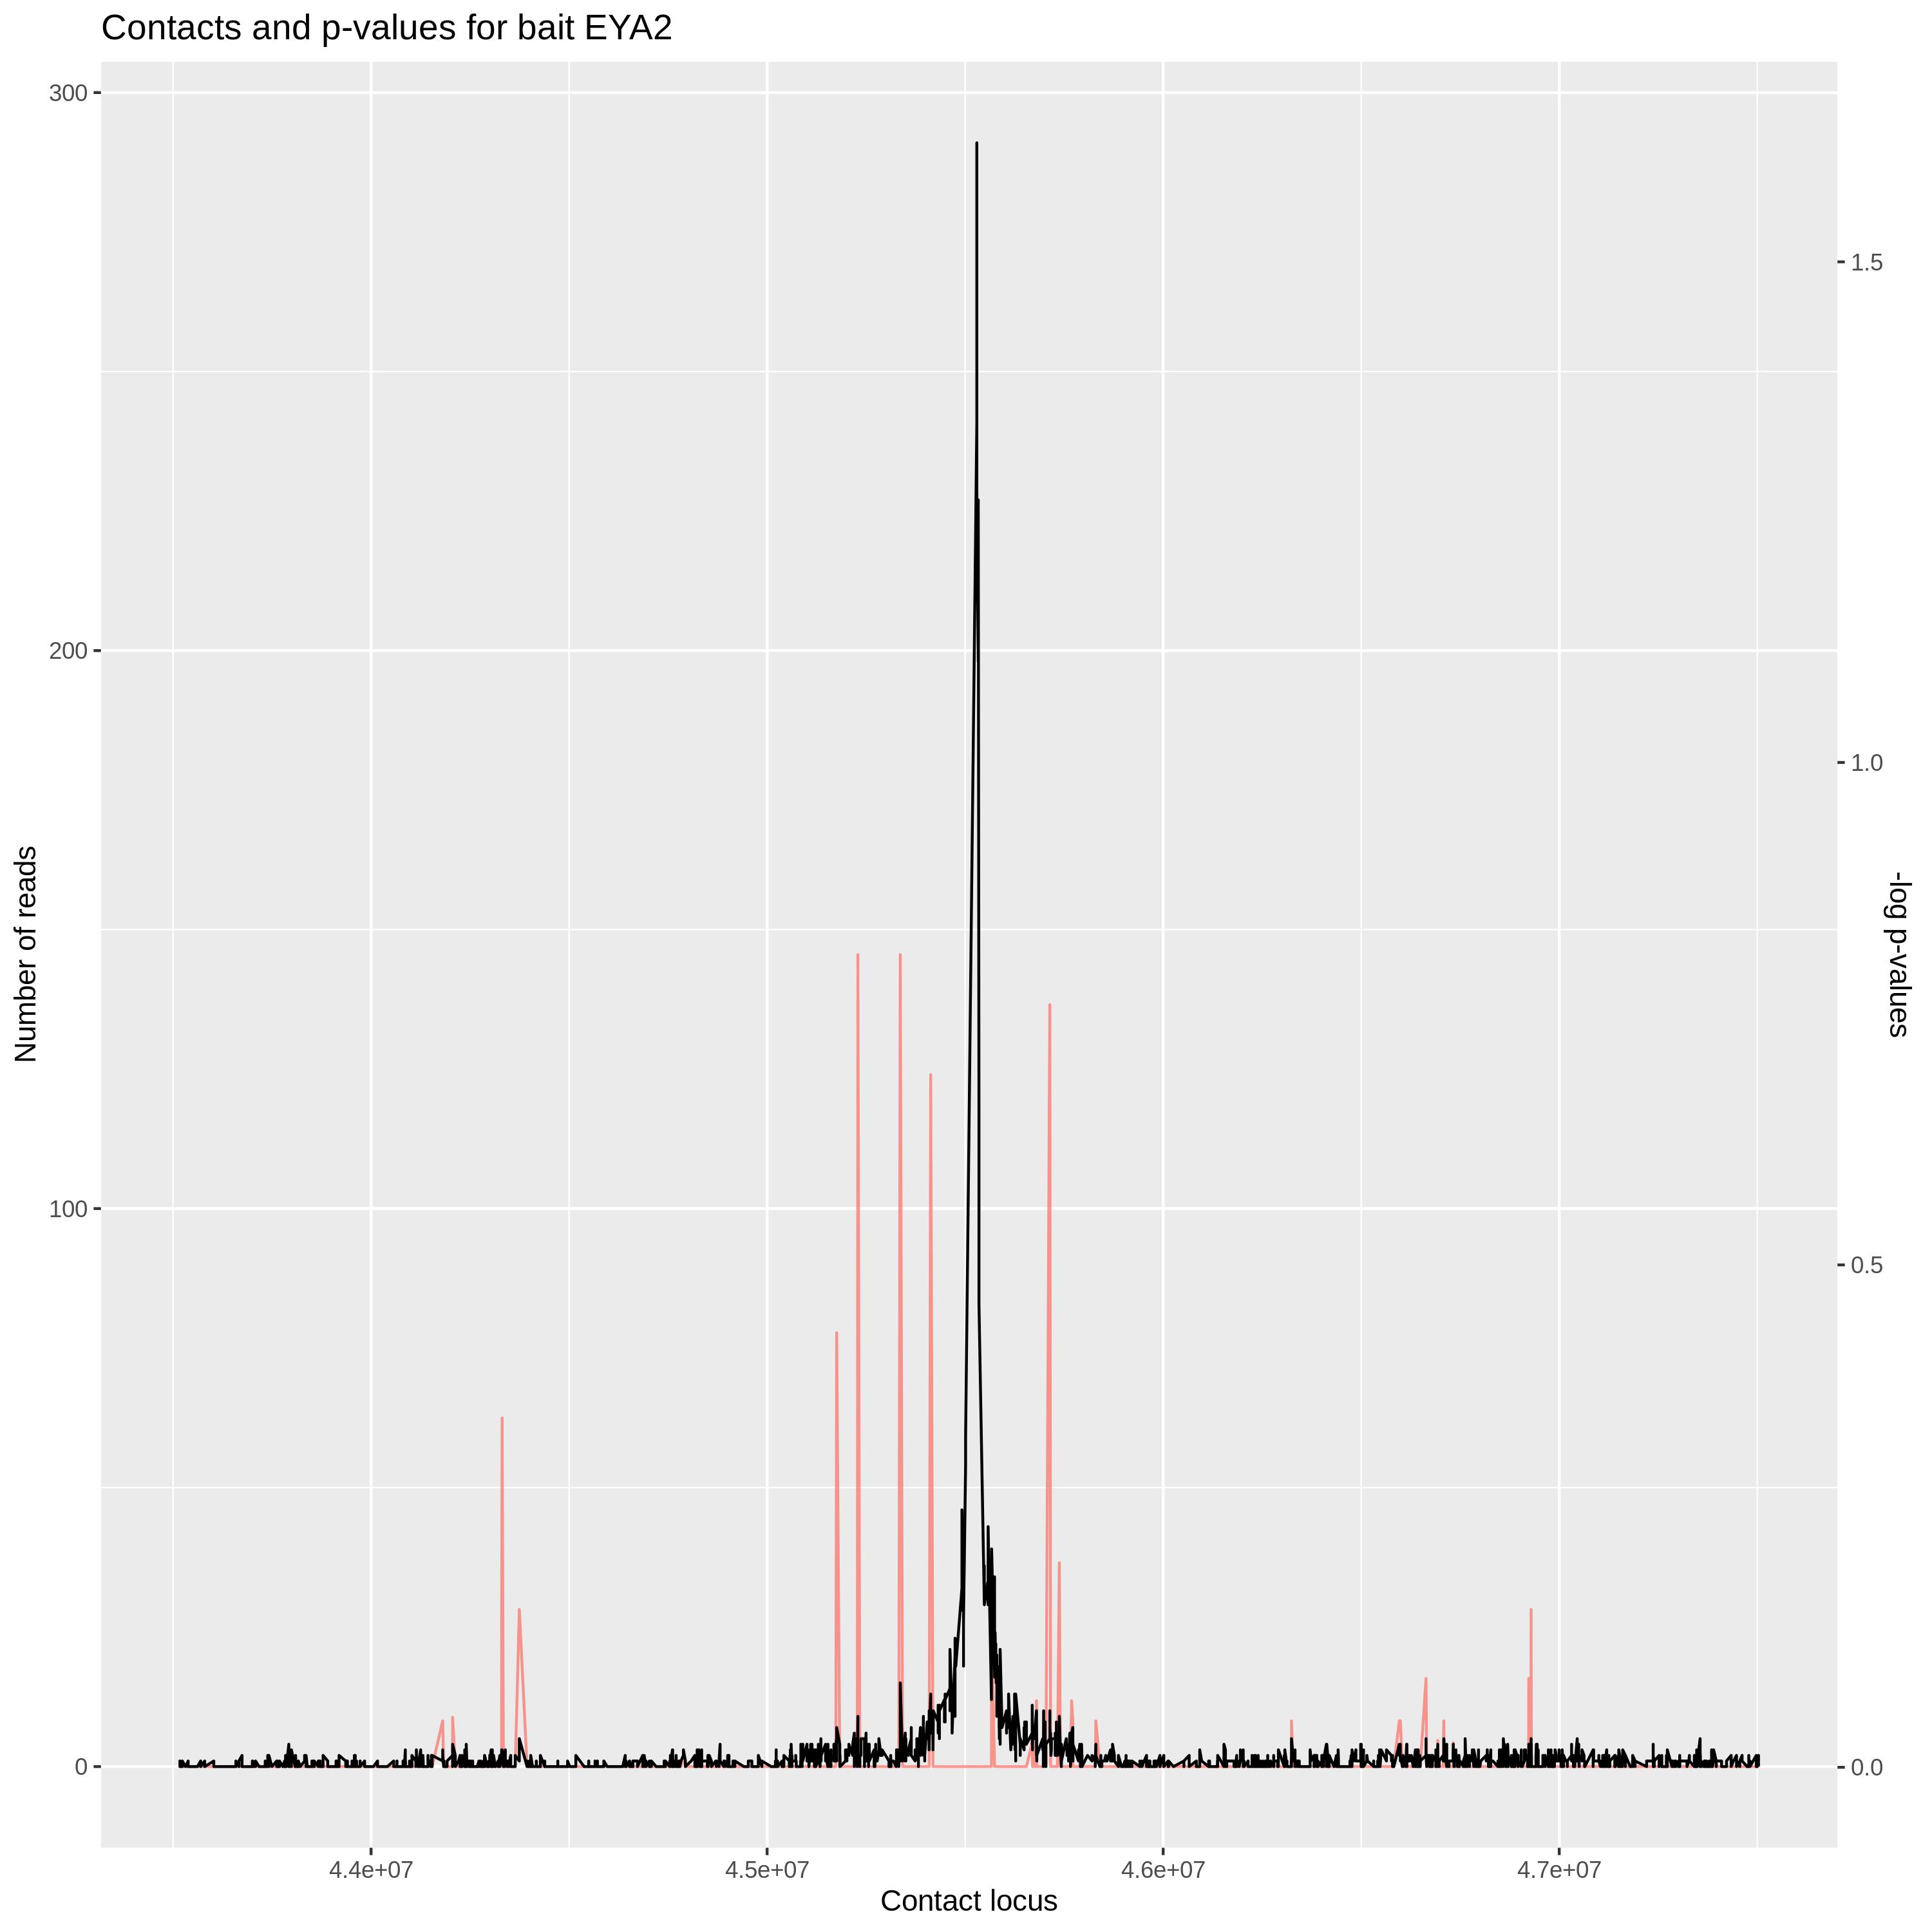 Contacts and p-values for bait EYA2
300
200
100
0
Number of reads
1.5
1.0
0.5
0.0
-log p-values
4.4e+07 4.5e+07 4.6e+07 4.7e+07
Contact locus